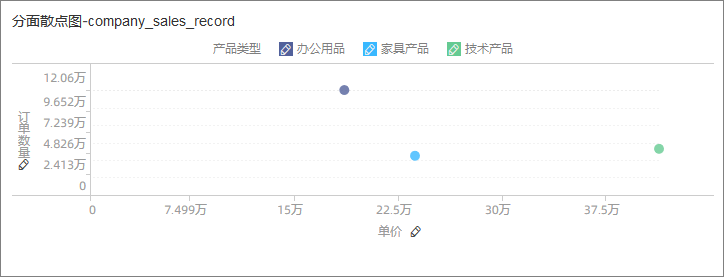 分面散点图-company_sales_record
产品类型 办公用品 家具产品 技术产品
12.06万
9.652万
7.239万
4.826万
2.413万
0
订单数量
0 7.499万 15万 22.5万 30万 37.5万
单价